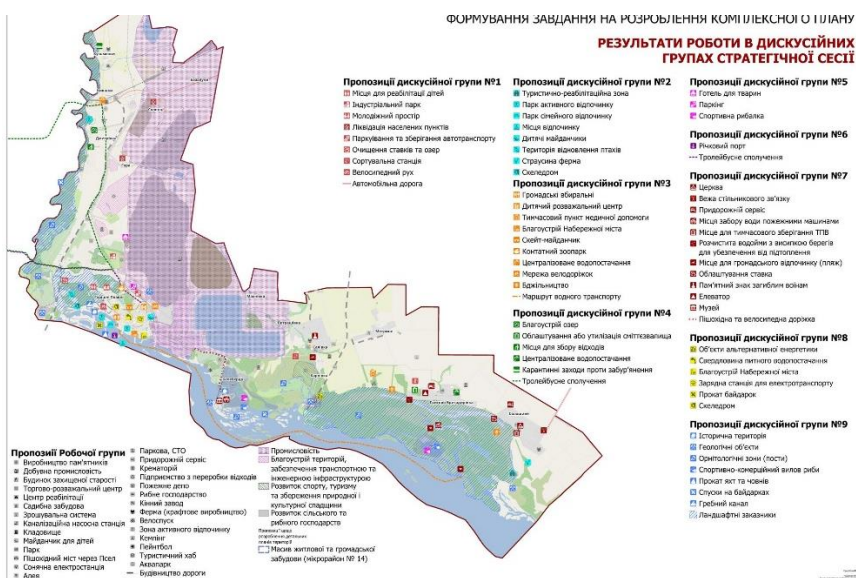 ФОРМУВАННЯ ЗАВДАННЯ НА РОЗРОБЛЕННЯ КОМПЛЕКСНОГО ПЛАНУ
РЕЗУЛЬТАТИ РОБОТИ В ДИСКУСІЙНИХ
ГРУПАХ СТРАТЕГІЧНОЇ СЕСІЇ
Пропозиції дискусійної групи №1
Місця для реабілітації дітей
Індустріальний парк
Молодіжний простір
Ліквідація населених пунктів
Паркування та зберігання автотранспорту
Очищення ставків та озер
Сортувальна станція
Велосипедний рух
Автомобільна дорога
Пропозиції дискусійної групи №2
Туристично-реабілітаційна зона
Парк активного відпочинку
Парк сімейного відпочинку
Місця відпочинку
Дитячі майданчики
Територія відновлення птахів
Страусина ферма
Скеледром
Пропозиції дискусійної групи №3
Громадські вбиральні
Дитячий розважальний центр
Тимчасовий пункт медичної допомоги
Благоустрій Набережної міста
Скейт-майданчик
Контатний зоопарк
Централізоване водопостачання
Мережа велодоріжок
Бджільництво
Маршрут водного транспорту
Пропозиції дискусійної групи №4
Благоустрій озер
Облаштування або утилізація сміттєзвалища
Місця для збору відходів
Централізоване водопостачання
Карантинні заходи проти забур'янення
Тролейбусне сполучення
Пропозиції дискусійної групи №5
Готель для тварин
Паркінг
Спортивна рибалка
Пропозиції дискусійної групи №6
Річковий порт
Тролейбусне сполучення
Пропозиції дискусійної групи №7
Церква
Вежа стільникового зв'язку
Придорожній сервіс
Місця забору води пожежними машинами
Місце для тимчасового зберігання ТПВ
Розчистита водойми з висипкою берегів
для убезпечення від підтоплення
Місце для громадського відпочинку (пляж)
Облаштування ставка
Пам'ятний знак загиблим воїнам
Елеватор
Музей
Пішохідна та велосипедна доріжка
Пропозиції дискусійної групи №8
Об'єкти альтернативної енергетики
Свердловина питного водопостачання
Благоустрій Набережної міста
Зарядна станція для електротранспорту
Прокат байдарок
Скеледром
Пропозиції дискусійної групи №9
Історична територія
Геологічні об'єкти
Орнітологічні зони (пости)
Спортивно-комерційний вилов риби
Прокат яхт та човнів
Спуски на байдарках
Гребний канал
Ландшафтні заказники
Пропозиії Робочої групи
Виробництво пам'ятників
Добувна промисловість
Будинок захищеної старості
Торгово-розважальний центр
Центр реабілітації
Садибна забудова
Зрошувальна система
Каналізаційна насосна станція
Кладовище
Майданчик для дітей
Парк
Пішохідний міст через Псел
Сонячна електростанція
Алея
Паркова, СТО
Придорожній сервіс
Крематорій
Підприємство з переробки відходів
Пожежне депо
Рибне господарство
Кінний завод
Ферма (крафтове виробництво)
Велоспуск
Зона активного відпочинку
Кемпінг
Пейнтбол
Туристичний хаб
Аквапарк
Будівництво дороги
Промисловість
Благоустрій територій,
забезпечення транспортною та
інженерною інфраструктурою
Розвиток спорту, туризму
та збереження природної і
культурної спадщини
Розвиток сільського та
рибного господарств
Масив житлової та громадської
забудови (мікрорайон № 14)